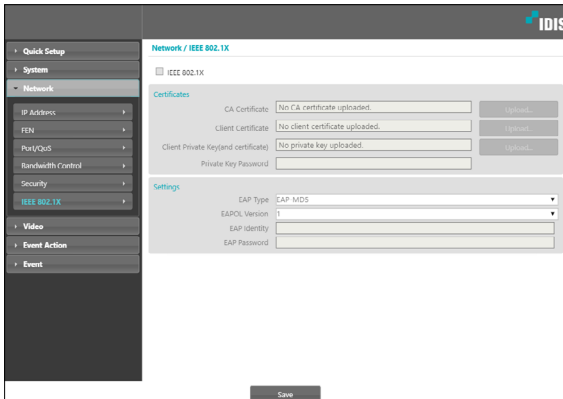 IDIS
Quick Setup
System
Network
IP Address
FEN
Port/QoS
Bandwidth Control
Security
IEEE 802.1X
Video
Event Action
Event
Network / IEEE 802.1X
IEEE 802.1X
Certificates
CA Certificate No CA certificate uploaded. Upload...
Client Certificate No client certificate uploaded. Upload...
Client Private Key(and certificate) No private key uploaded. Upload...
Private Key Password
Settings
EAP Type EAP-MD5
EAPOL Version 1
EAP Identity
EAP Password
Save